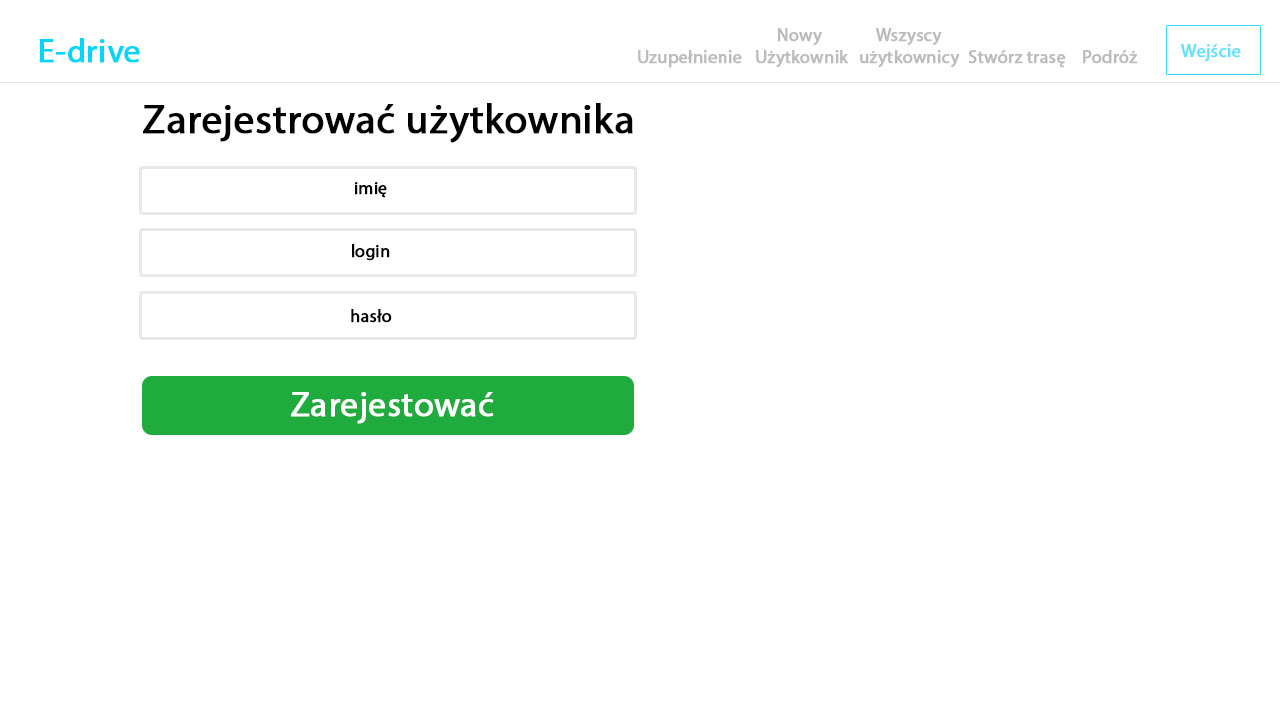 E-drive
Uzupełnienie
Nowy
Użytkownik
Wszyscy
użytkownicy
Stwórz trasę
Podróż
Wejście
Zarejestrować użytkownika
imię
login
hasło
Zarejestować